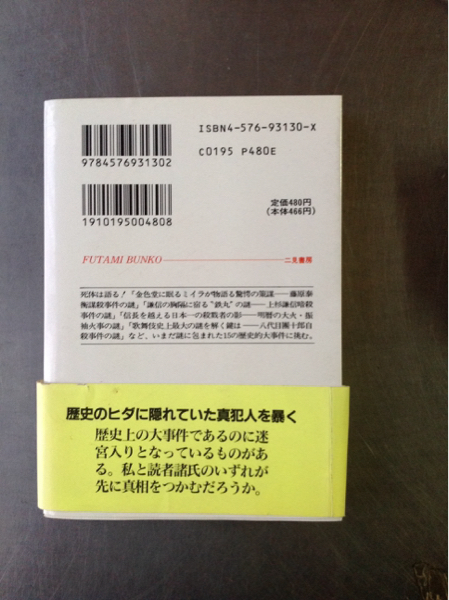 ISBN4-576-93130-X
9784576931302
C0195 P480E
定価480円
(本体466円)
1910195004808
FUTAMI BUNKO
二見書房
死体は語る!「金色堂に眠るミイラが物語る驚愕の策謀──藤原泰
衡謀殺事件の謎」「謙信の胸隔に宿る"鉄丸"の謎──上杉謙信暗殺
事件の謎」「信長を越える日本一の殺戮者の影──明暦の大火・振
袖火事の謎」「歌舞伎史上最大の謎を解く鍵は──八代目團十郎自
殺事件の謎」など、いまだ謎に包まれた15の歴史的大事件に挑む。
歴史のヒダに隠れていた真犯人を暴く
歴史上の大事件であるのに迷
宮入りとなっているものがあ
る。私と読者諸氏のいずれが
先に真相をつかむだろうか。